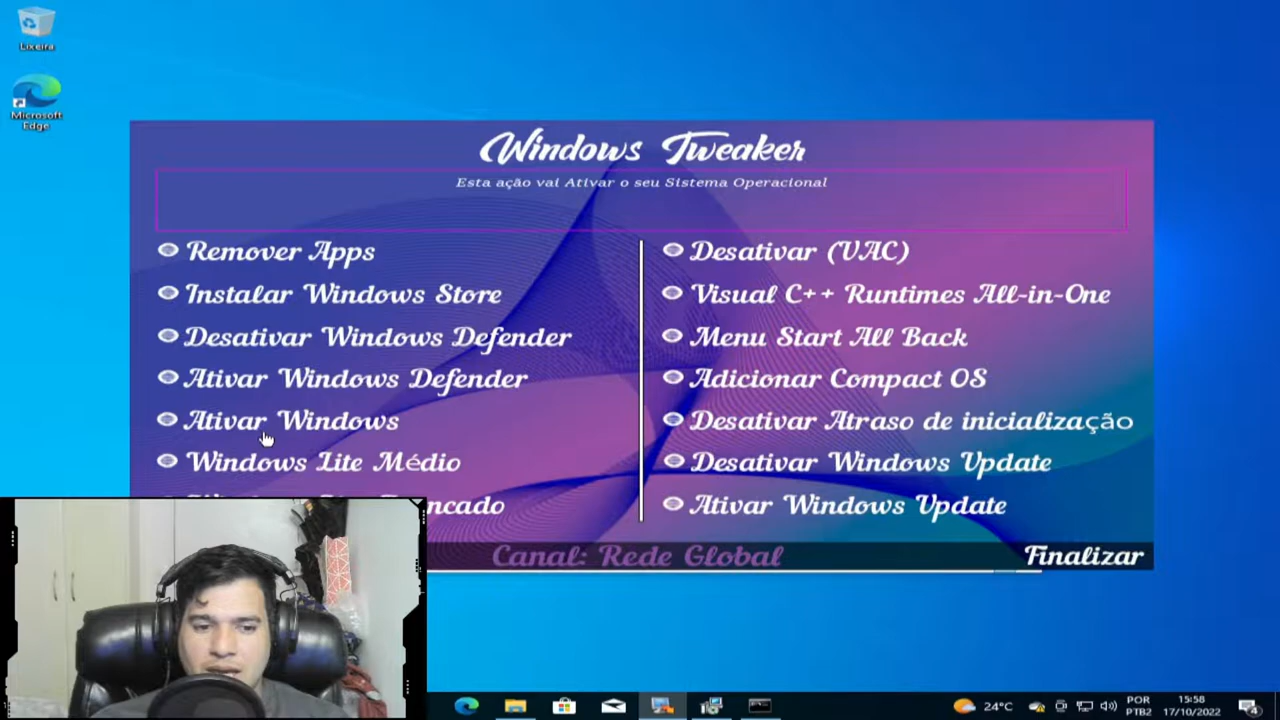 Lixeira
Microsoft
Edge
Windows Tweaker
Esta ação vai Ativar o seu Sistema Operacional
Remover Apps
Instalar Windows Store
Desativar Windows Defender
Ativar Windows Defender
Ativar Windows
Windows Lite Médio
ncado
Desativar (UAC)
Visual C++ Runtimes All-in-One
Menu Start All Back
Adicionar Compact OS
Desativar Atraso de inicialização
Desativar Windows Update
Ativar Windows Update
Canal: Rede Global
Finalizar
24°C
POR
PTB2
15:58
17/10/2022
4